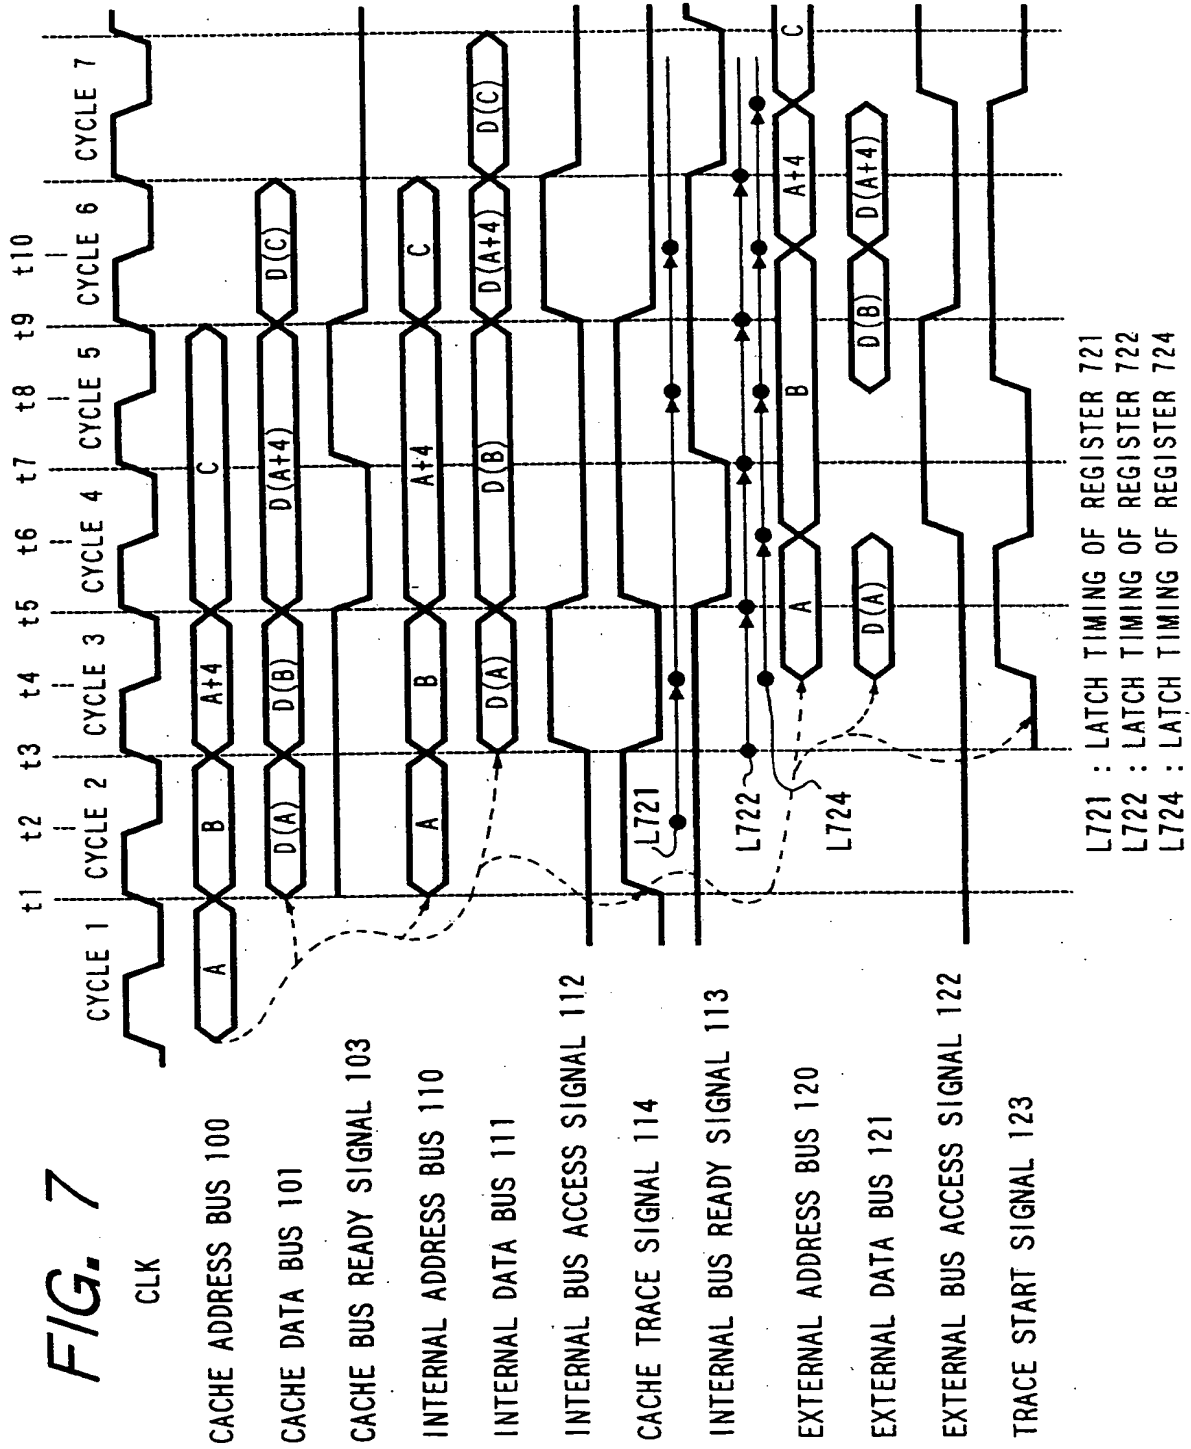 FIG. 7
t1 t2 t3 t4 t5 t6 t7 t8 t9 t10
CYCLE 1 CYCLE 2 CYCLE 3 CYCLE 4 CYCLE 5 CYCLE 6 CYCLE 7
CLK
CACHE ADDRESS BUS 100 A B A+4 C
CACHE DATA BUS 101 D(A) D(B) D(A+4) D(C)
CACHE BUS READY SIGNAL 103
INTERNAL ADDRESS BUS 110 A B A+4 C
INTERNAL DATA BUS 111 D(A) D(B) D(A+4) D(C)
INTERNAL BUS ACCESS SIGNAL 112
CACHE TRACE SIGNAL 114
L721
INTERNAL BUS READY SIGNAL 113
L722
L724
EXTERNAL ADDRESS BUS 120 A B A+4 C
EXTERNAL DATA BUS 121 D(A) D(B) D(A+4)
EXTERNAL BUS ACCESS SIGNAL 122
TRACE START SIGNAL 123
L721 : LATCH TIMING OF REGISTER 721
L722 : LATCH TIMING OF REGISTER 722
L724 : LATCH TIMING OF REGISTER 724